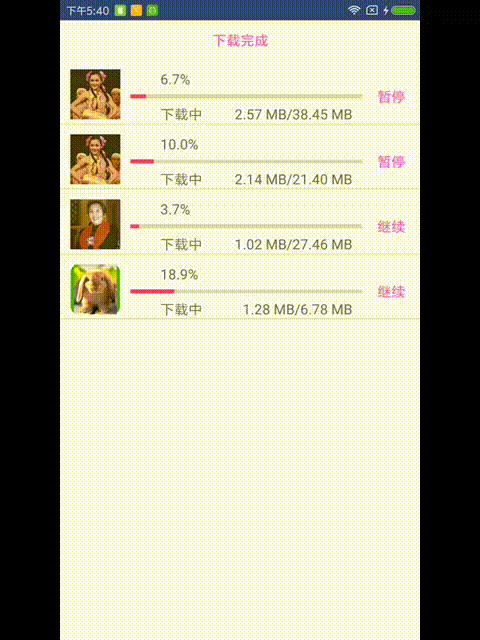 下午5:40
下载完成
6.7%
暂停
下载中 2.57 MB/38.45 MB
10.0%
暂停
下载中 2.14 MB/21.40 MB
3.7%
继续
下载中 1.02 MB/27.46 MB
18.9%
继续
下载中 1.28 MB/6.78 MB